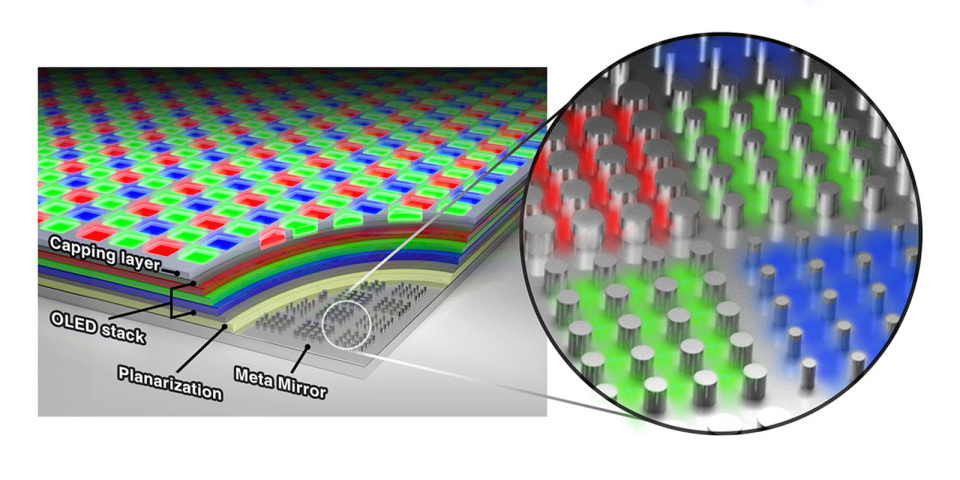 Capping layer
OLED stack
Planarization
Meta Mirror